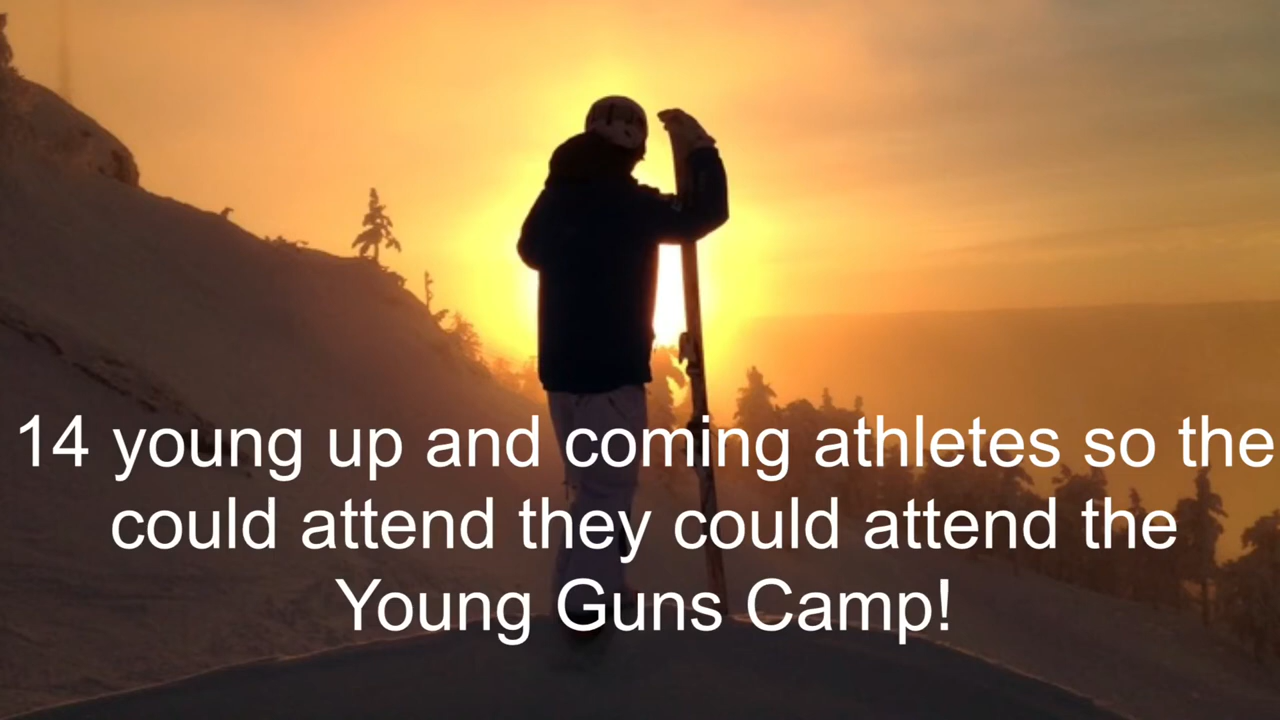 14 young up and coming athletes so the
could attend they could attend the
Young Guns Camp!